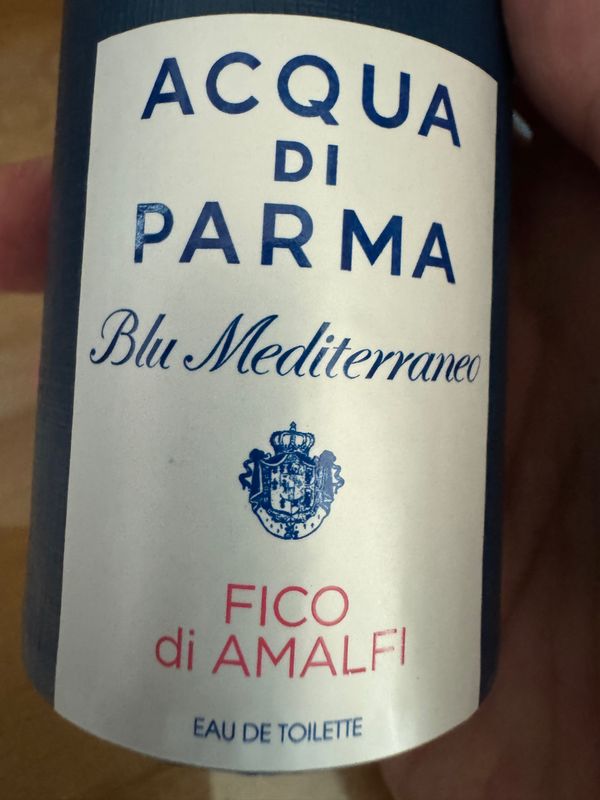 ACQUA
DI
PARMA
Blu Mediterraneo
FICO
di AMALFI
EAU DE TOILETTE